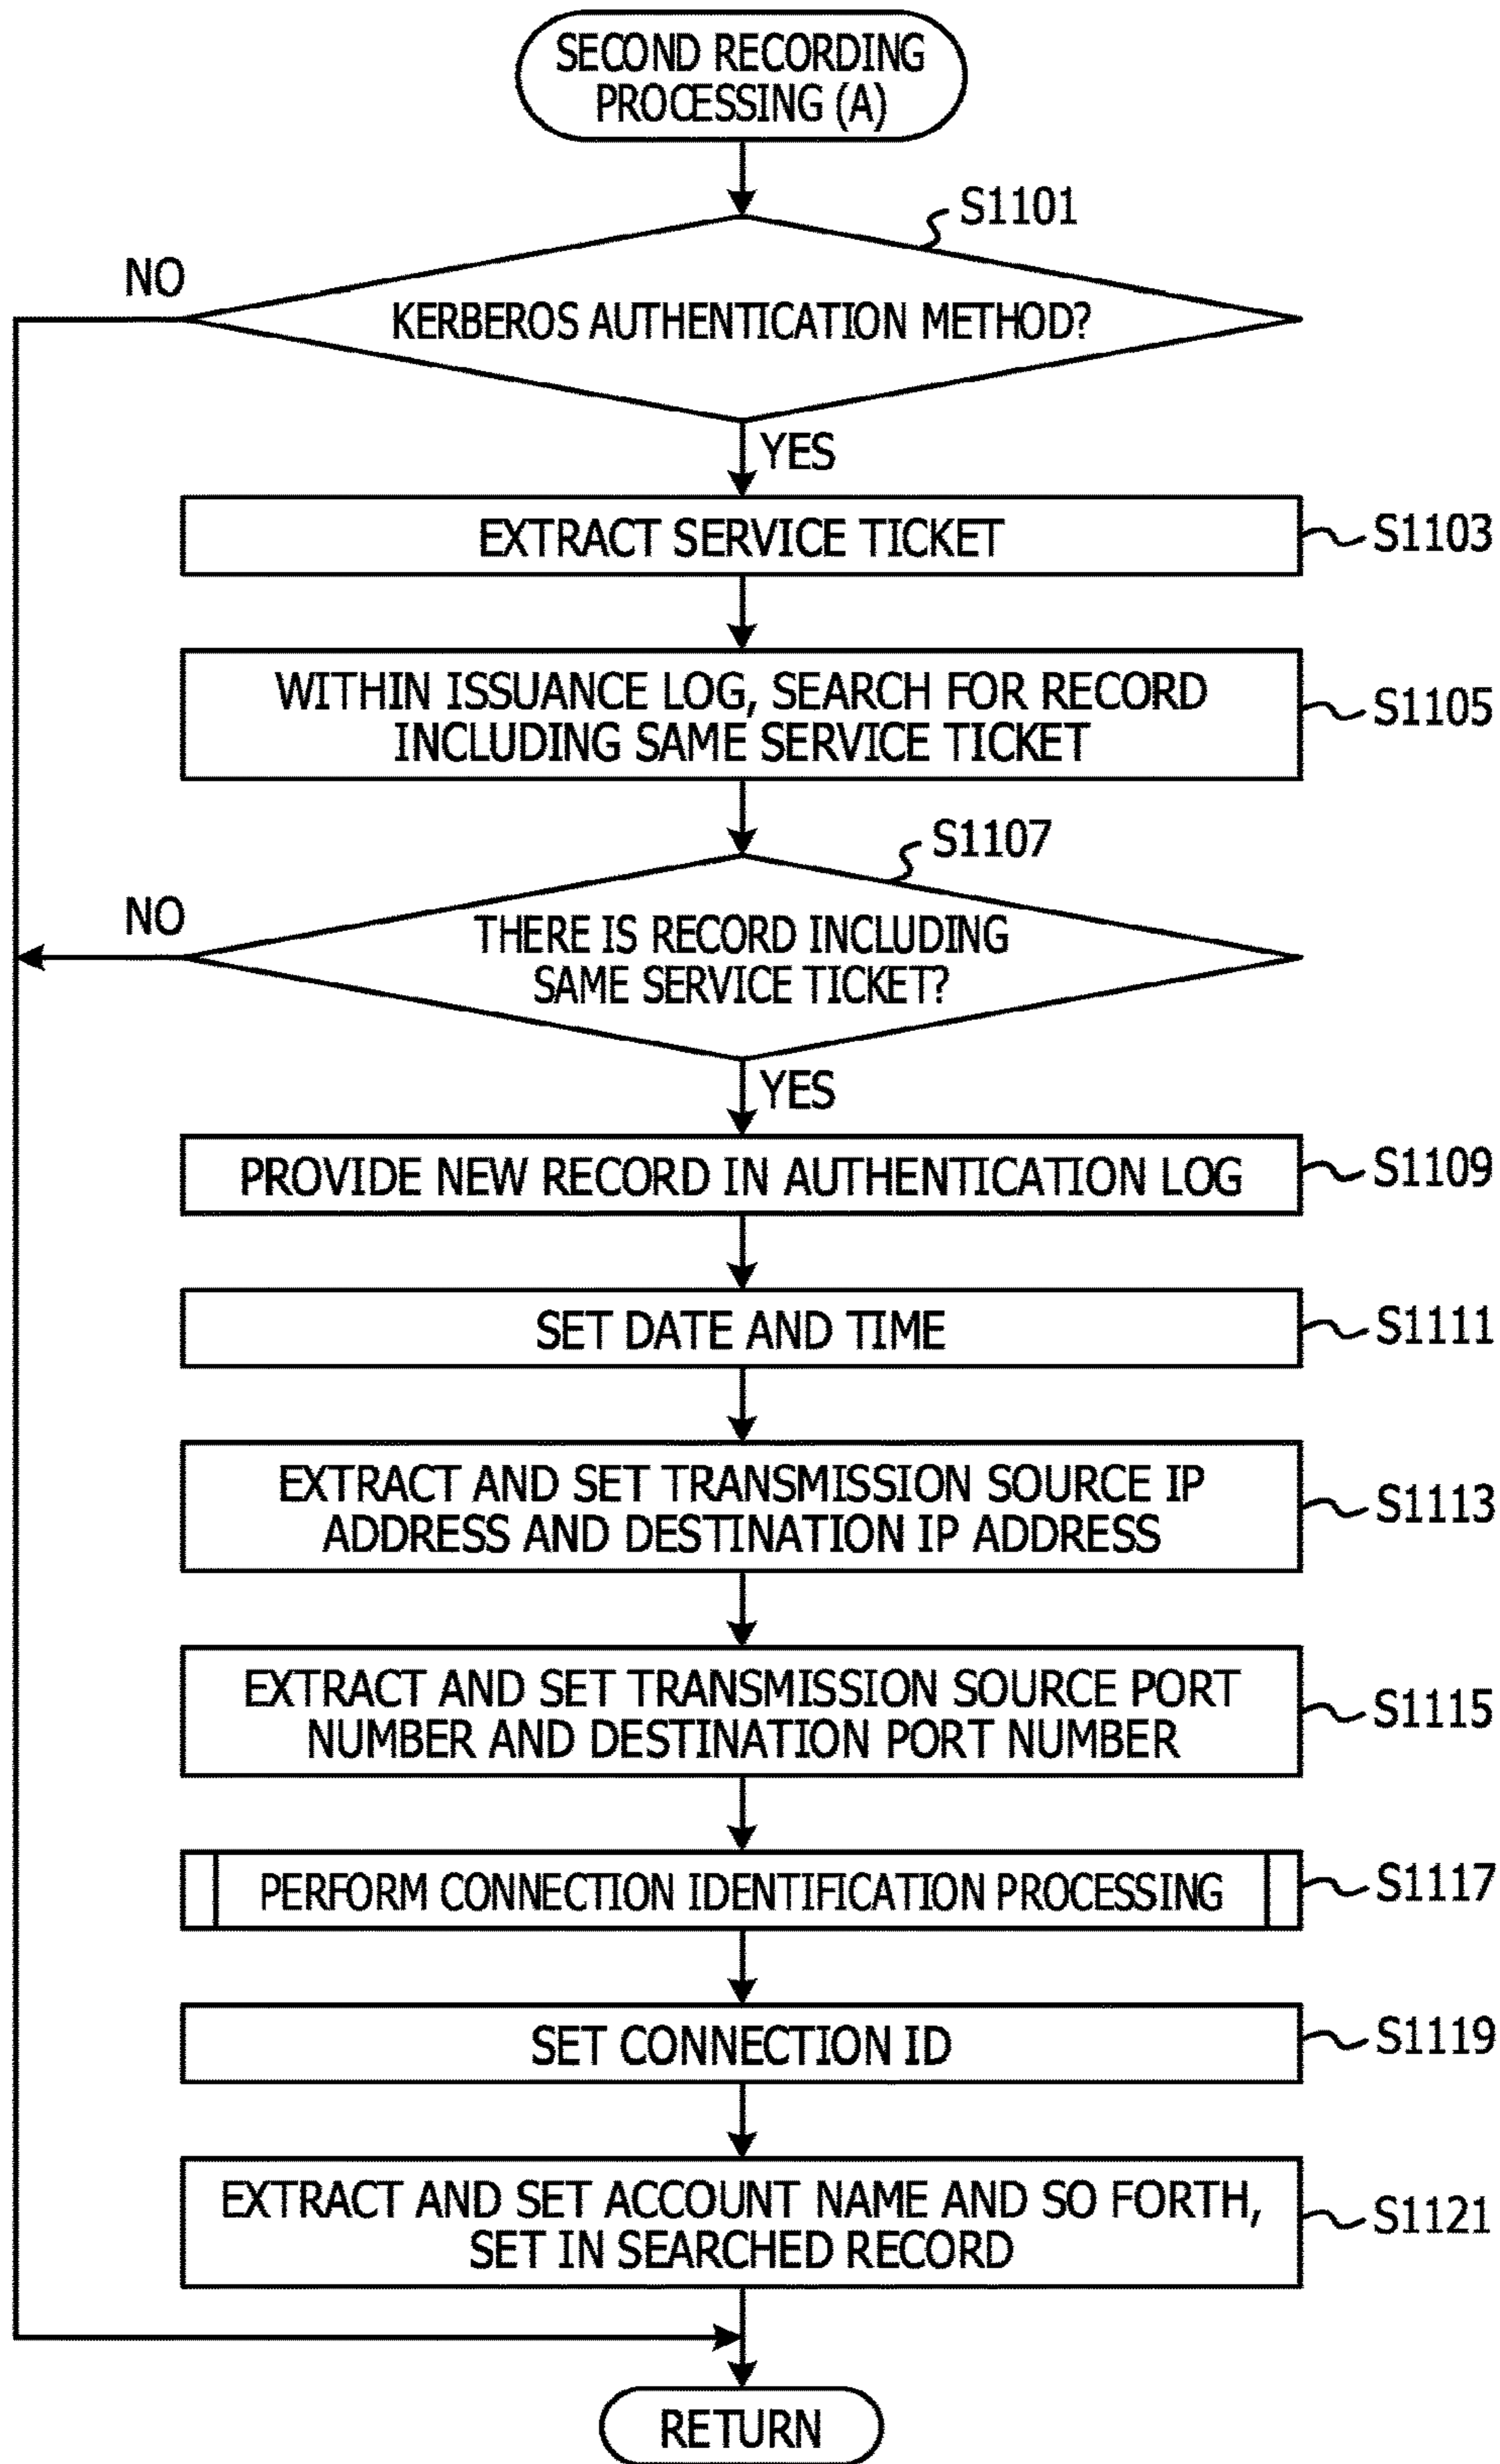 SECOND RECORDING
PROCESSING (A)
S1101
NO
KERBEROS AUTHENTICATION METHOD?
YES
EXTRACT SERVICE TICKET
S1103
WITHIN ISSUANCE LOG, SEARCH FOR RECORD
INCLUDING SAME SERVICE TICKET
S1105
S1107
NO
THERE IS RECORD INCLUDING
SAME SERVICE TICKET?
YES
PROVIDE NEW RECORD IN AUTHENTICATION LOG
S1109
SET DATE AND TIME
S1111
EXTRACT AND SET TRANSMISSION SOURCE IP
ADDRESS AND DESTINATION IP ADDRESS
S1113
EXTRACT AND SET TRANSMISSION SOURCE PORT
NUMBER AND DESTINATION PORT NUMBER
S1115
PERFORM CONNECTION IDENTIFICATION PROCESSING
S1117
SET CONNECTION ID
S1119
EXTRACT AND SET ACCOUNT NAME AND SO FORTH,
SET IN SEARCHED RECORD
S1121
RETURN